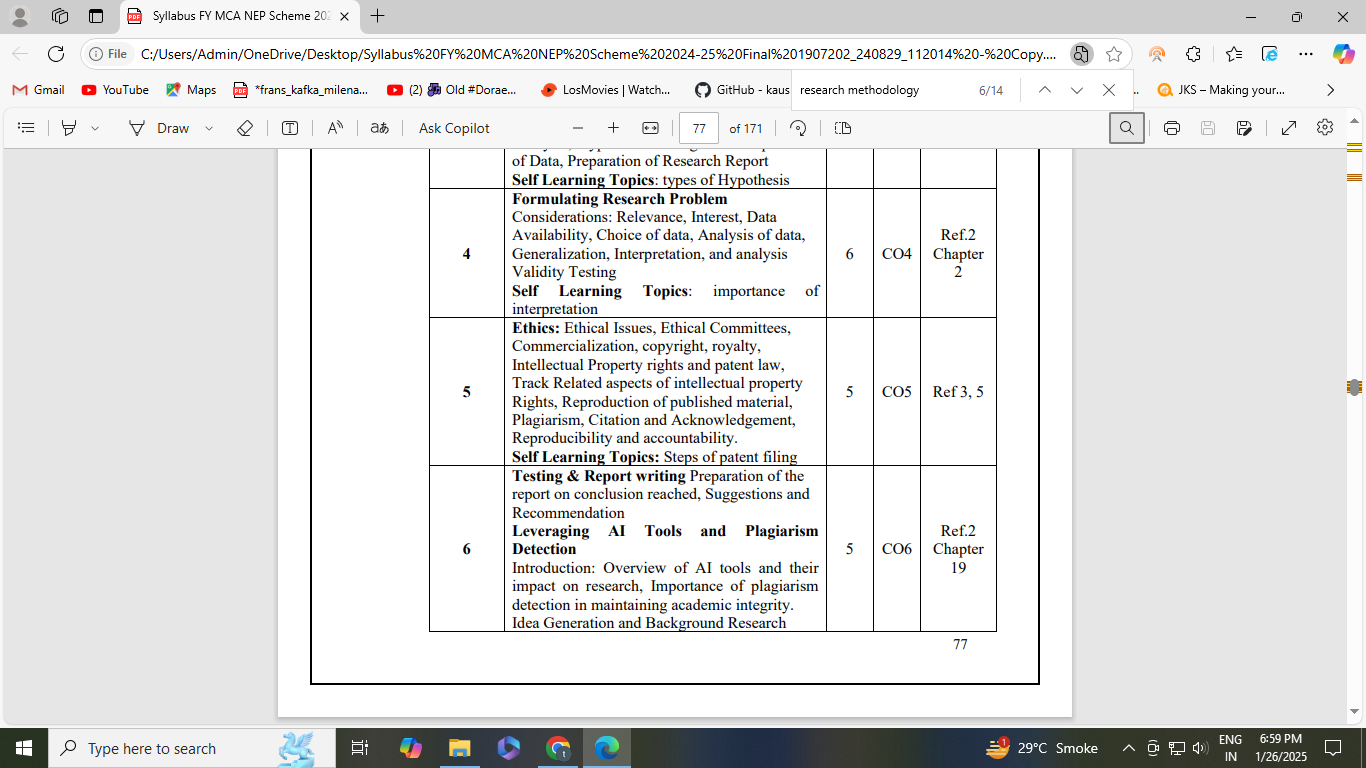 Syllabus FY MCA NEP Scheme 202
File
C:/Users/Admin/OneDrive/Desktop/Syllabus%20FY%20MCA%20NEP%20Scheme%202024-25%20Final%201907202_240829_112014%20-%20Copy....
Gmail YouTube Maps *frans_kafka_milena... (2) Old #Dorae... LosMovies | Watch... GitHub - kaus research methodology 6/14 JKS – Making your...
Draw Ask Copilot 77 of 171
of Data, Preparation of Research Report
Self Learning Topics: types of Hypothesis
4
Formulating Research Problem
Considerations: Relevance, Interest, Data
Availability, Choice of data, Analysis of data,
Generalization, Interpretation, and analysis
Validity Testing
Self Learning Topics: importance of
interpretation
6
CO4
Ref.2
Chapter
2
5
Ethics: Ethical Issues, Ethical Committees,
Commercialization, copyright, royalty,
Intellectual Property rights and patent law,
Track Related aspects of intellectual property
Rights, Reproduction of published material,
Plagiarism, Citation and Acknowledgement,
Reproducibility and accountability.
Self Learning Topics: Steps of patent filing
5
CO5
Ref 3, 5
6
Testing & Report writing Preparation of the
report on conclusion reached, Suggestions and
Recommendation
Leveraging AI Tools and Plagiarism
Detection
Introduction: Overview of AI tools and their
impact on research, Importance of plagiarism
detection in maintaining academic integrity.
Idea Generation and Background Research
5
CO6
Ref.2
Chapter
19
77
Type here to search
1
29°C Smoke
ENG
IN
6:59 PM
1/26/2025